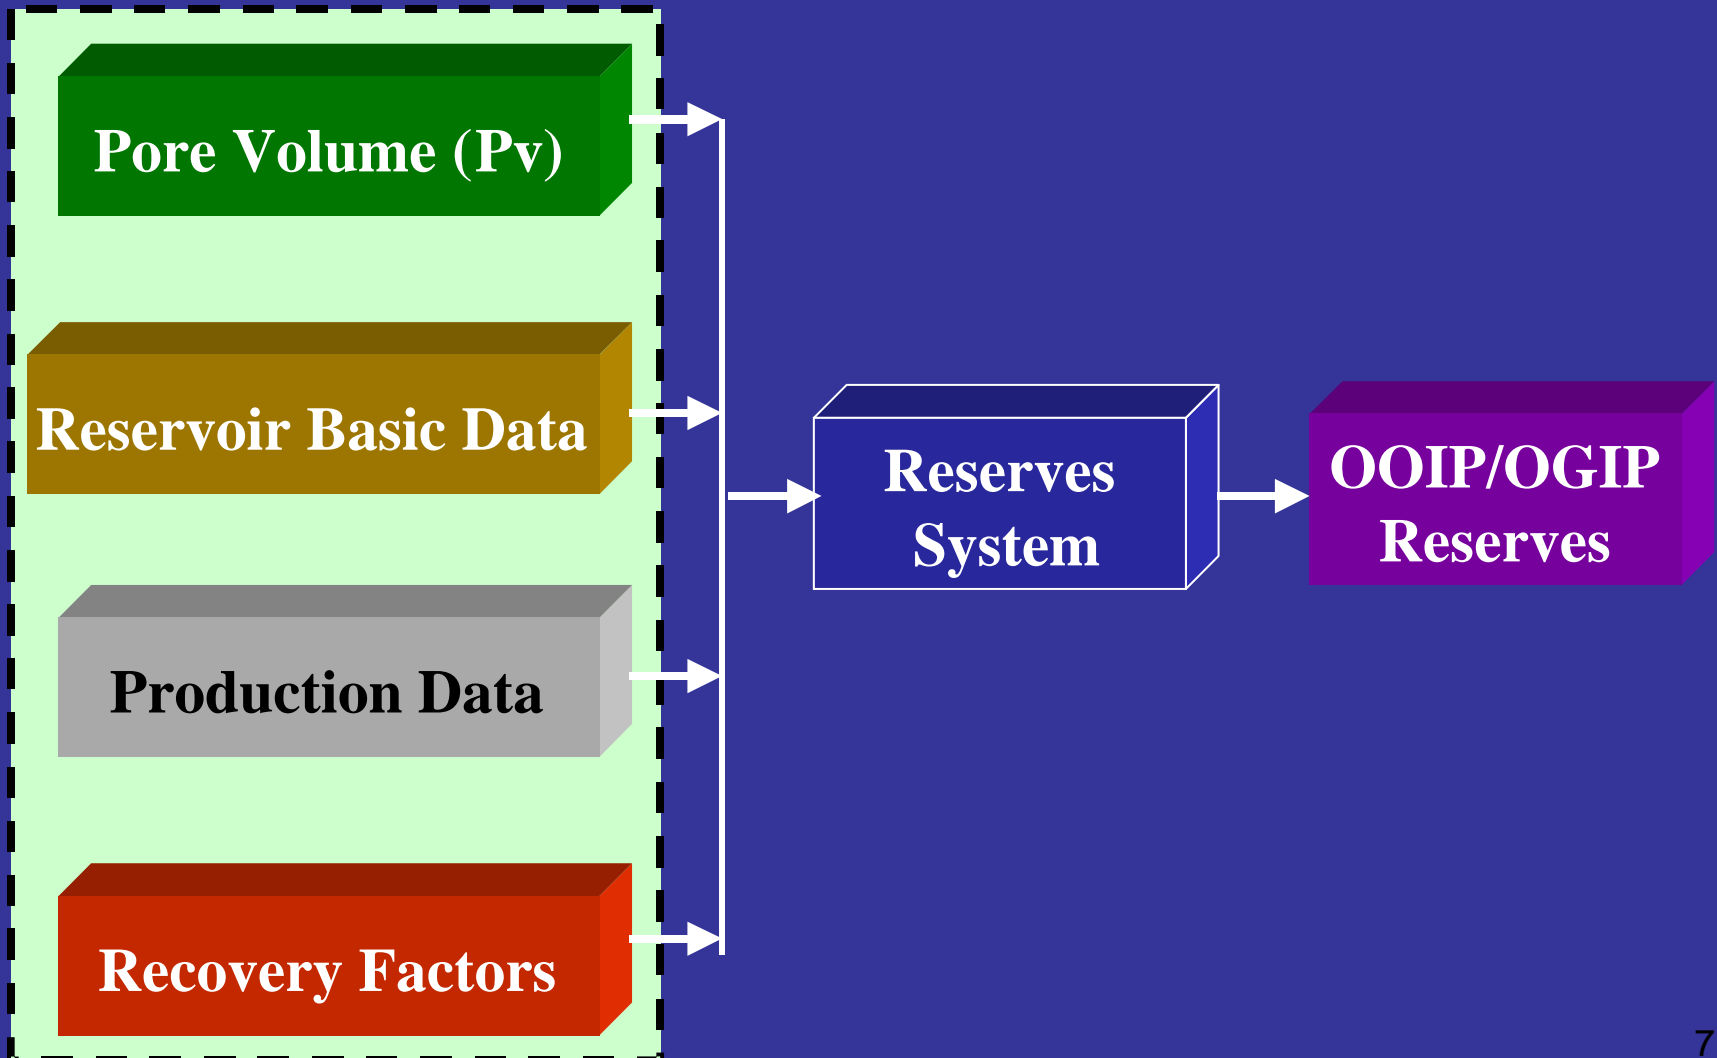 Pore Volume (Pv)
Reservoir Basic Data
Production Data
Recovery Factors
Reserves
System
OOIP/OGIP
Reserves
7